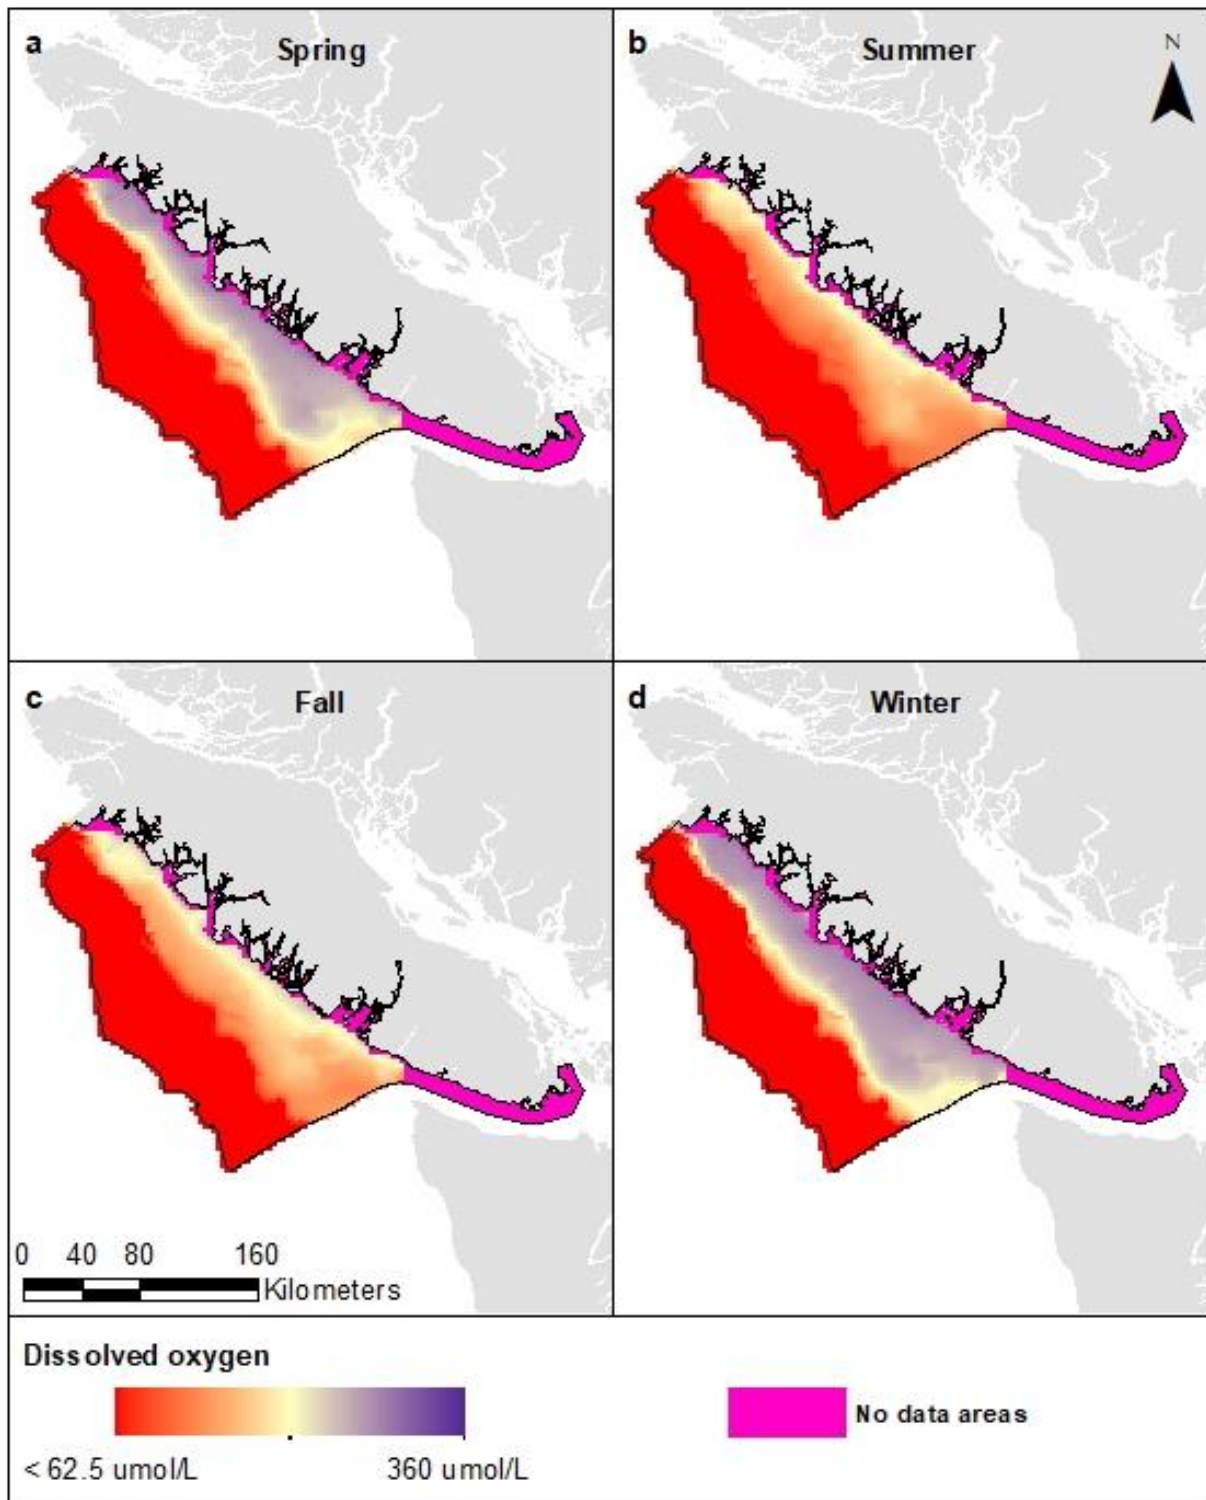 a
Spring
b
Summer
N
c
Fall
d
Winter
0 40 80 160
Kilometers
Dissolved oxygen
< 62.5 umol/L
360 umol/L
No data areas